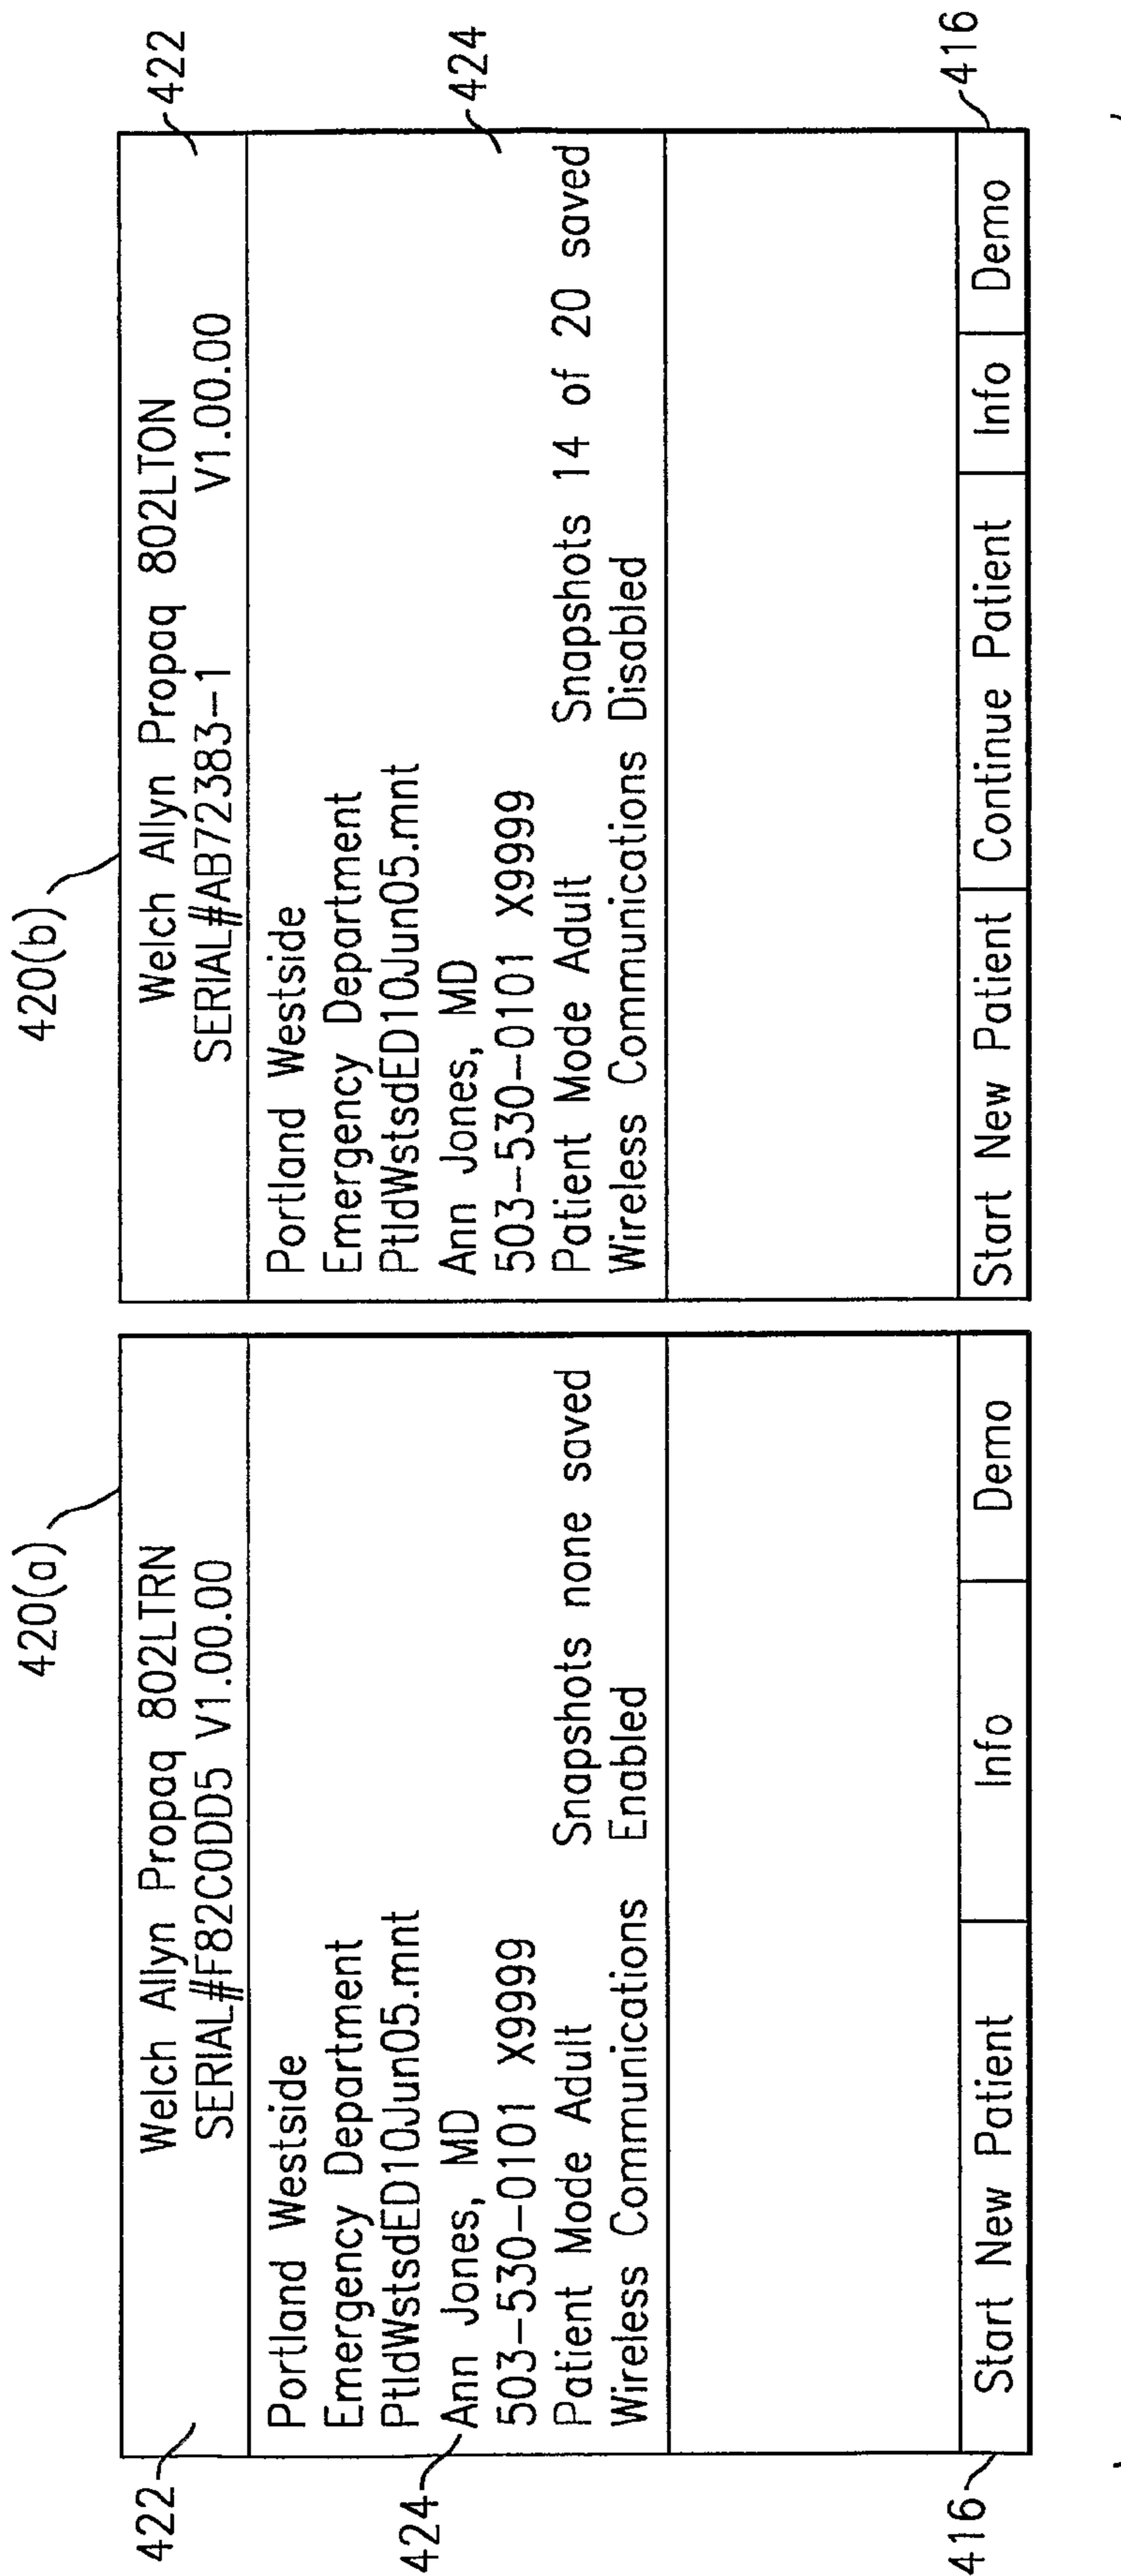 420(a)
422
Welch Allyn Propaq 802LTRN
SERIAL#F82C0DD5 V1.00.00
Portland Westside
Emergency Department
PtldWstsdED10Jun05.mnt
424
Ann Jones, MD
503-530-0101 X9999
Patient Mode Adult Snapshots none saved
Wireless Communications Enabled
416
Start New Patient Info Demo
420(b)
422
Welch Allyn Propaq 802LTON
SERIAL#AB72383-1 V1.00.00
424
Portland Westside
Emergency Department
PtldWstsdED10Jun05.mnt
Ann Jones, MD
503-530-0101 X9999
Patient Mode Adult Snapshots 14 of 20 saved
Wireless Communications Disabled
416
Start New Patient Continue Patient Info Demo